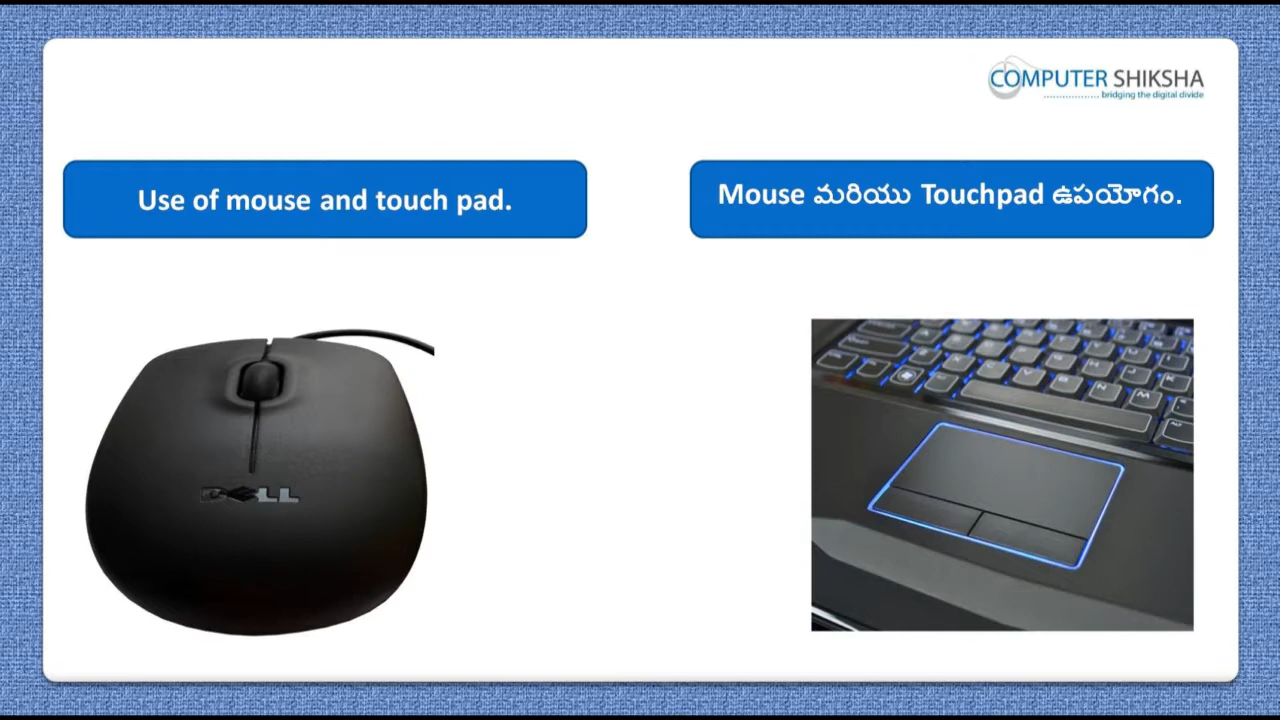 COMPUTER SHIKSHA
bridging the digital divide
Use of mouse and touch pad.
Mouse మరియు Touchpad ఉపయోగం.
DELL